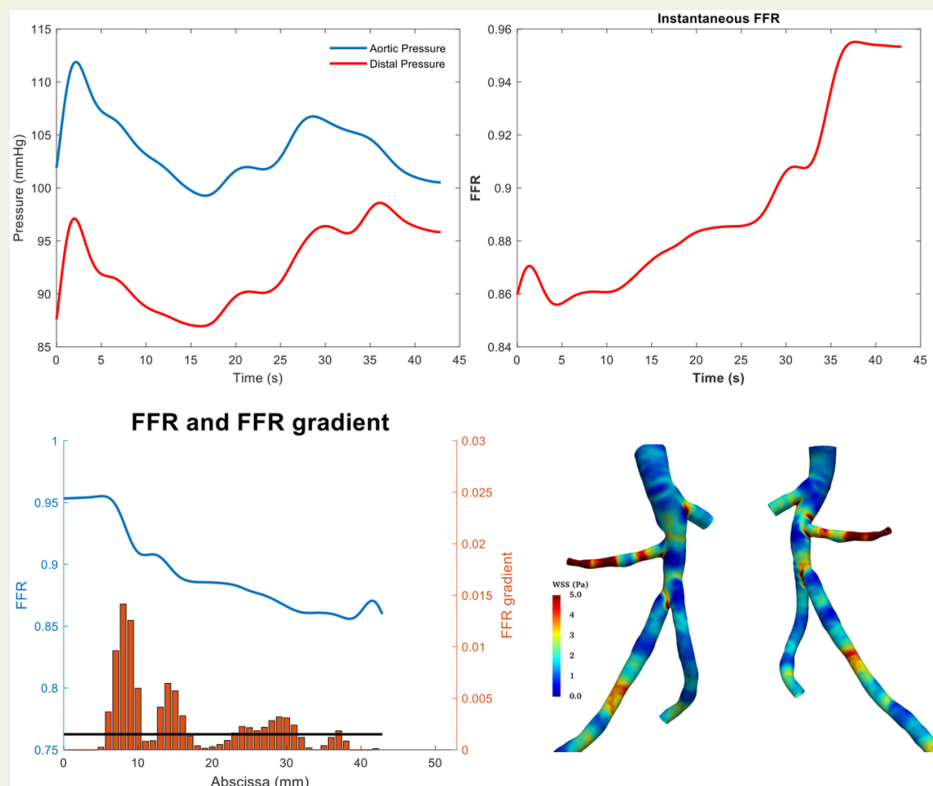 Instantaneous FFR
115
110
105
100
95
90
85
Pressure (mmHg)
Aortic Pressure
Distal Pressure
0 5 10 15 20 25 30 35 40 45
Time (s)
0.96
0.94
0.92
0.9
0.88
0.86
0.84
FFR
0 5 10 15 20 25 30 35 40 45
Time (s)
FFR and FFR gradient
1
0.95
0.9
0.85
0.8
0.75
FFR
0.03
0.025
0.02
0.015
0.01
0.005
0
FFR gradient
0 10 20 30 40 50
Abscissa (mm)
WSS (Pa)
5.0
4
3
2
1
0.0